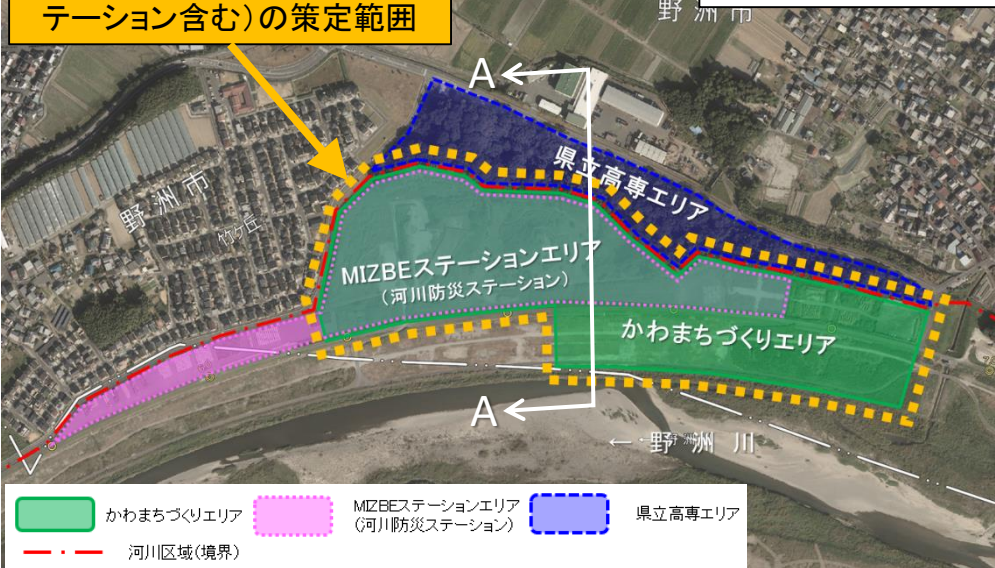 テーション含む)の策定範囲
野洲市
A
県立高専エリア
野洲市
竹ケ丘
MIZBEステーションエリア
(河川防災ステーション)
かわまちづくりエリア
A
← 野洲川
かわまちづくりエリア
MIZBEステーションエリア
(河川防災ステーション)
県立高専エリア
河川区域(境界)